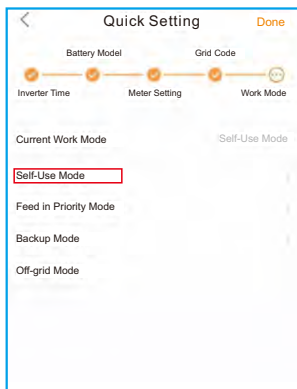 Quick Setting
Done
Battery Model
Grid Code
Inverter Time
Meter Setting
Work Mode
Current Work Mode
Self-Use Mode
Self-Use Mode
Feed in Priority Mode
Backup Mode
Off-grid Mode